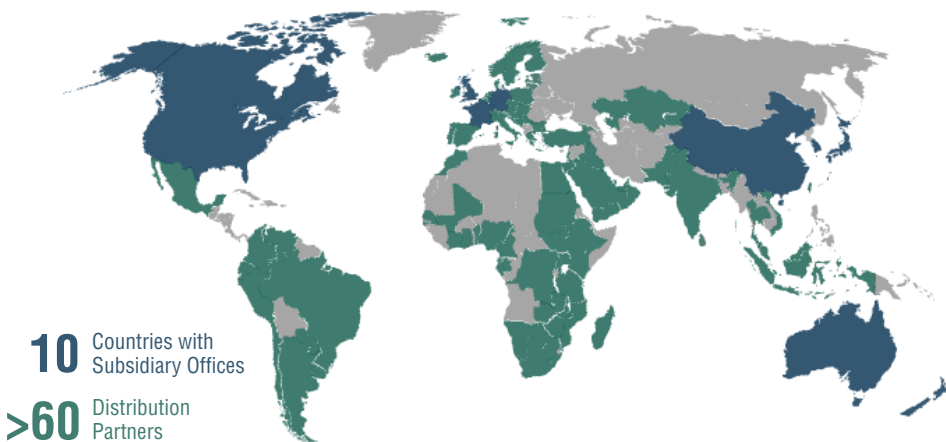 10
Countries with
Subsidiary Offices
>60
Distribution
Partners